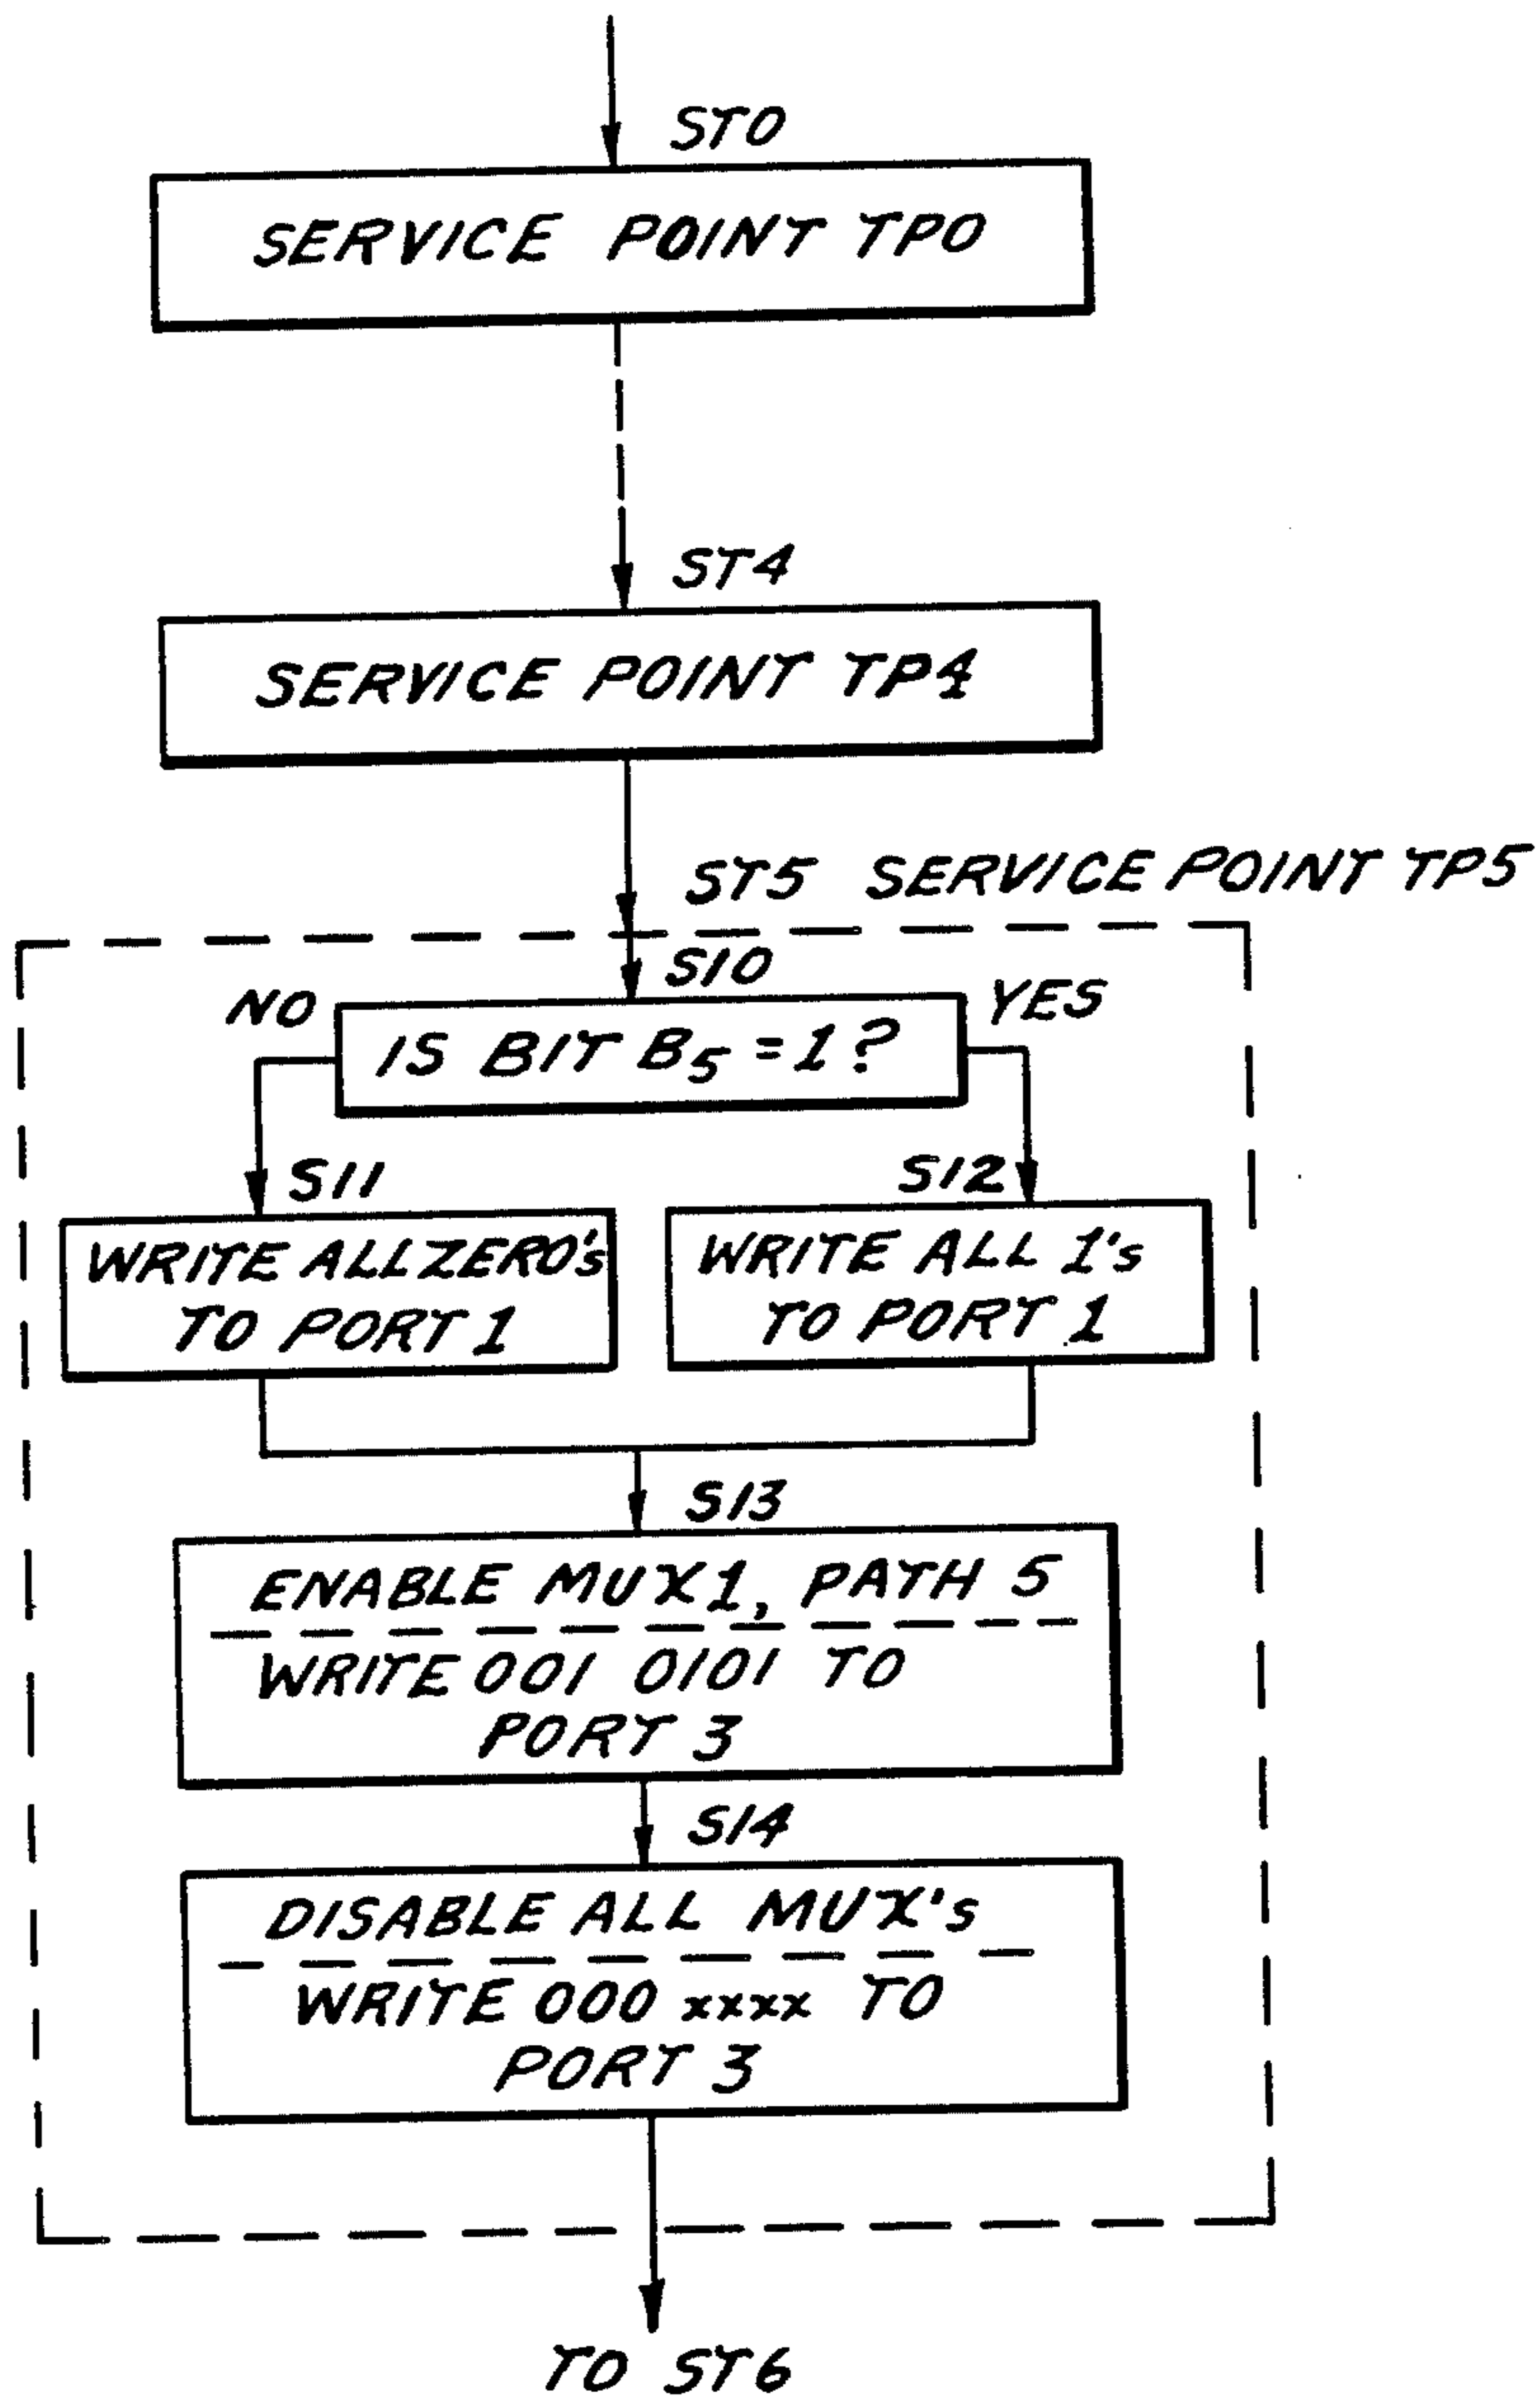 ST0
SERVICE POINT TP0
ST4
SERVICE POINT TP4
ST5 SERVICE POINT TP5
S10
NO
YES
IS BIT B5 = 1 ?
S11
S12
WRITE ALL ZERO's
TO PORT 1
WRITE ALL 1's
TO PORT 1
S13
ENABLE MUX1, PATH 5
WRITE 001 0101 TO
PORT 3
S14
DISABLE ALL MUX's
WRITE 000 xxxx TO
PORT 3
TO ST6